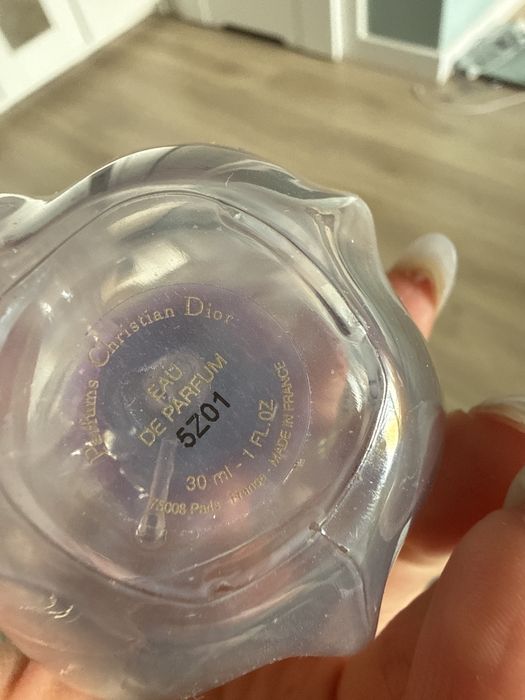 Parfums Christian Dior
EAU
DE PARFUM
5Z01
30 ml - 1 FL.OZ
75008 Paris - France - MADE IN FRANCE